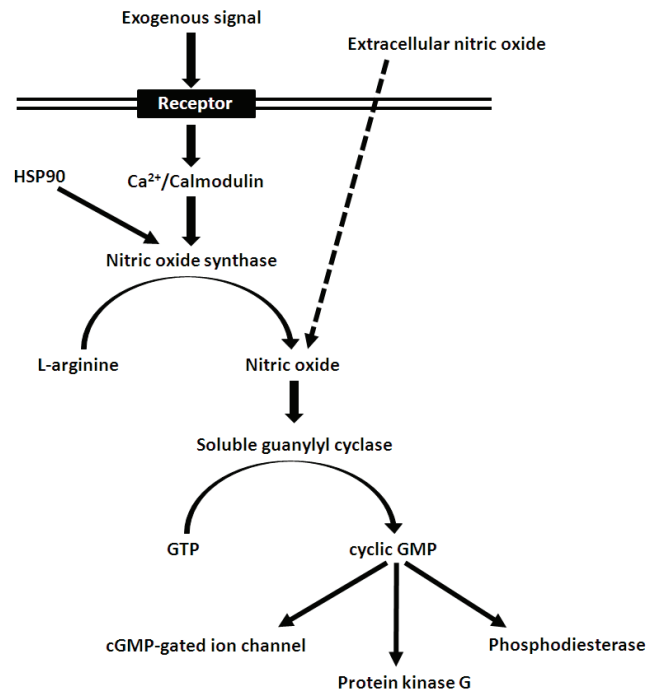 Exogenous signal
Extracellular nitric oxide
Receptor
HSP90
Ca²⁺/Calmodulin
Nitric oxide synthase
L-arginine
Nitric oxide
Soluble guanylyl cyclase
GTP
cyclic GMP
cGMP-gated ion channel
Phosphodiesterase
Protein kinase G